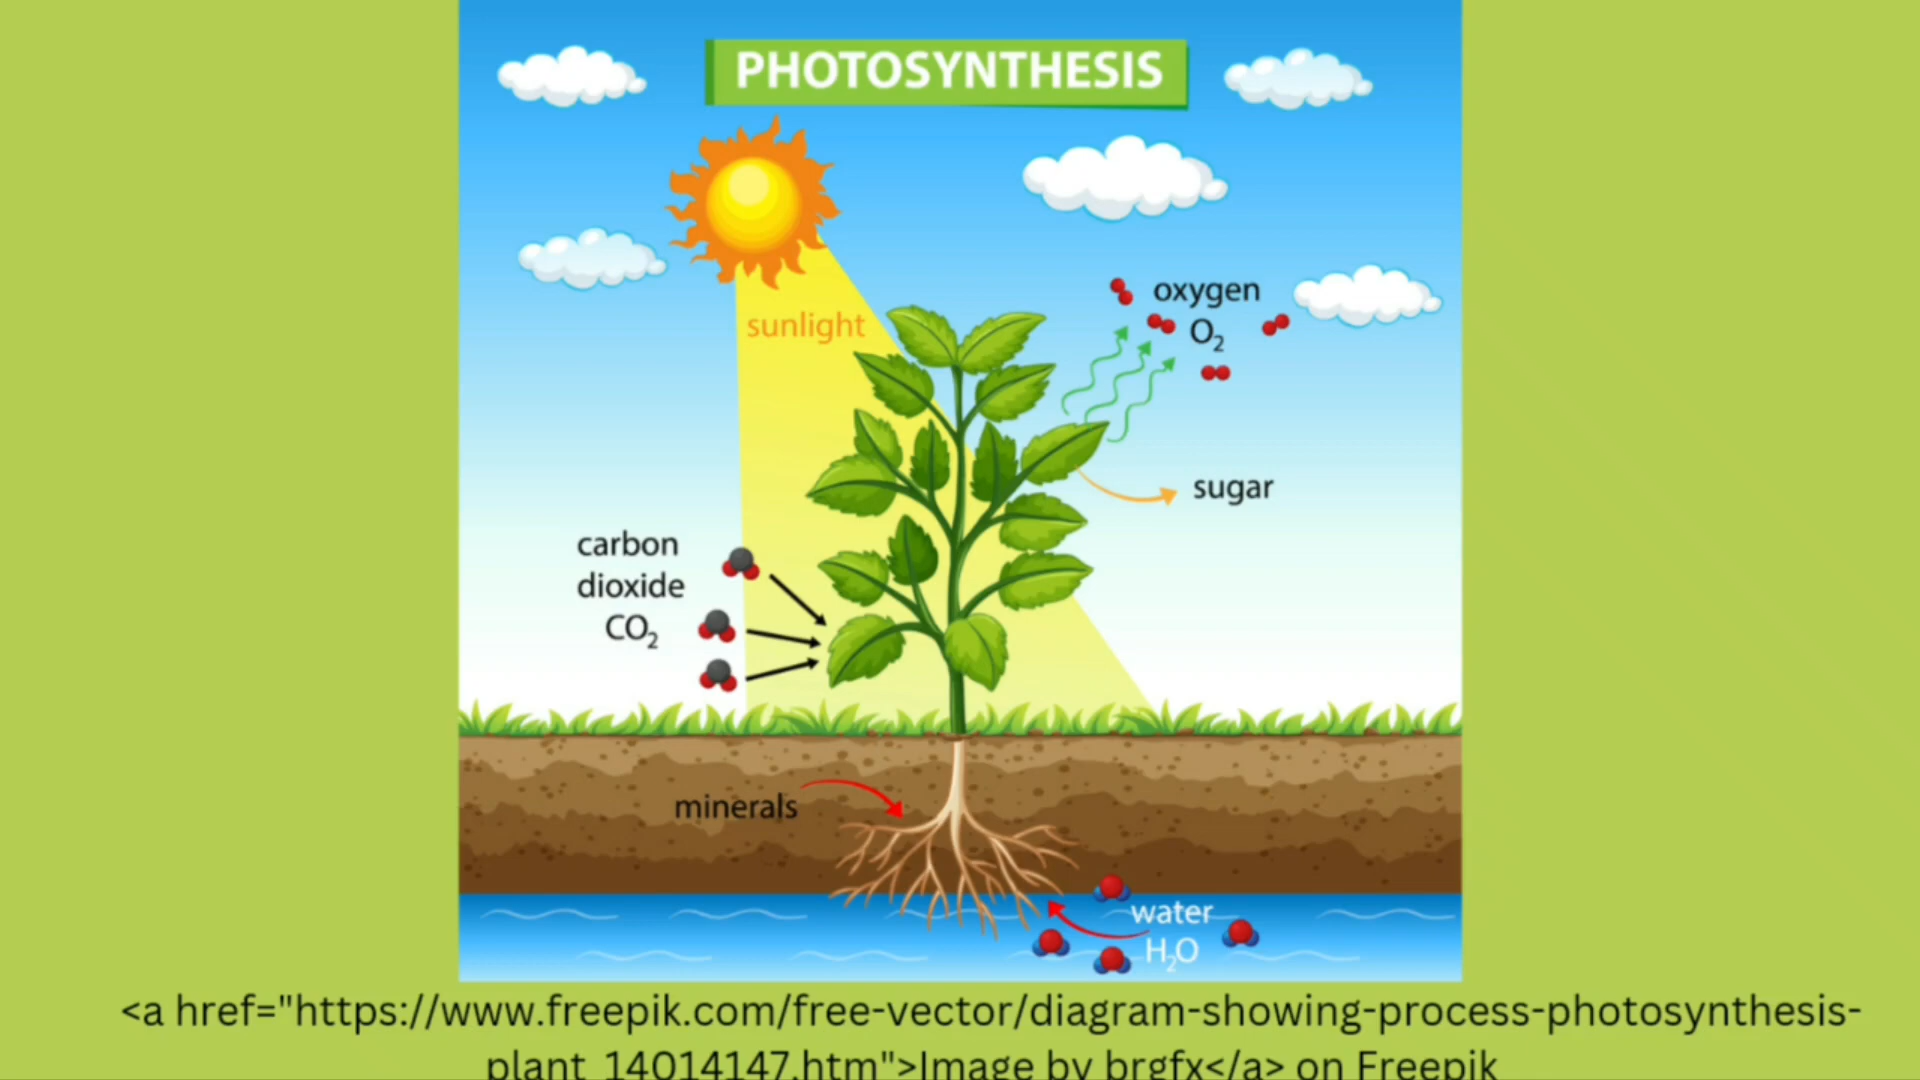 PHOTOSYNTHESIS
sunlight
oxygen
O₂
sugar
carbon
dioxide
CO₂
minerals
water
H₂O
<a href="https://www.freepik.com/free-vector/diagram-showing-process-photosynthesis-
plant_14014147.htm">Image by brgfx</a> on Freepik